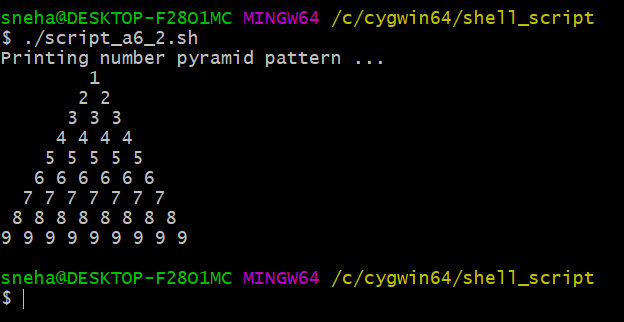 sneha@DESKTOP-F28O1MC MINGW64 /c/cygwin64/shell_script
$ ./script_a6_2.sh
Printing number pyramid pattern ...
        1
       2 2
      3 3 3
     4 4 4 4
    5 5 5 5 5
   6 6 6 6 6 6
  7 7 7 7 7 7 7
 8 8 8 8 8 8 8 8
9 9 9 9 9 9 9 9 9
sneha@DESKTOP-F28O1MC MINGW64 /c/cygwin64/shell_script
$